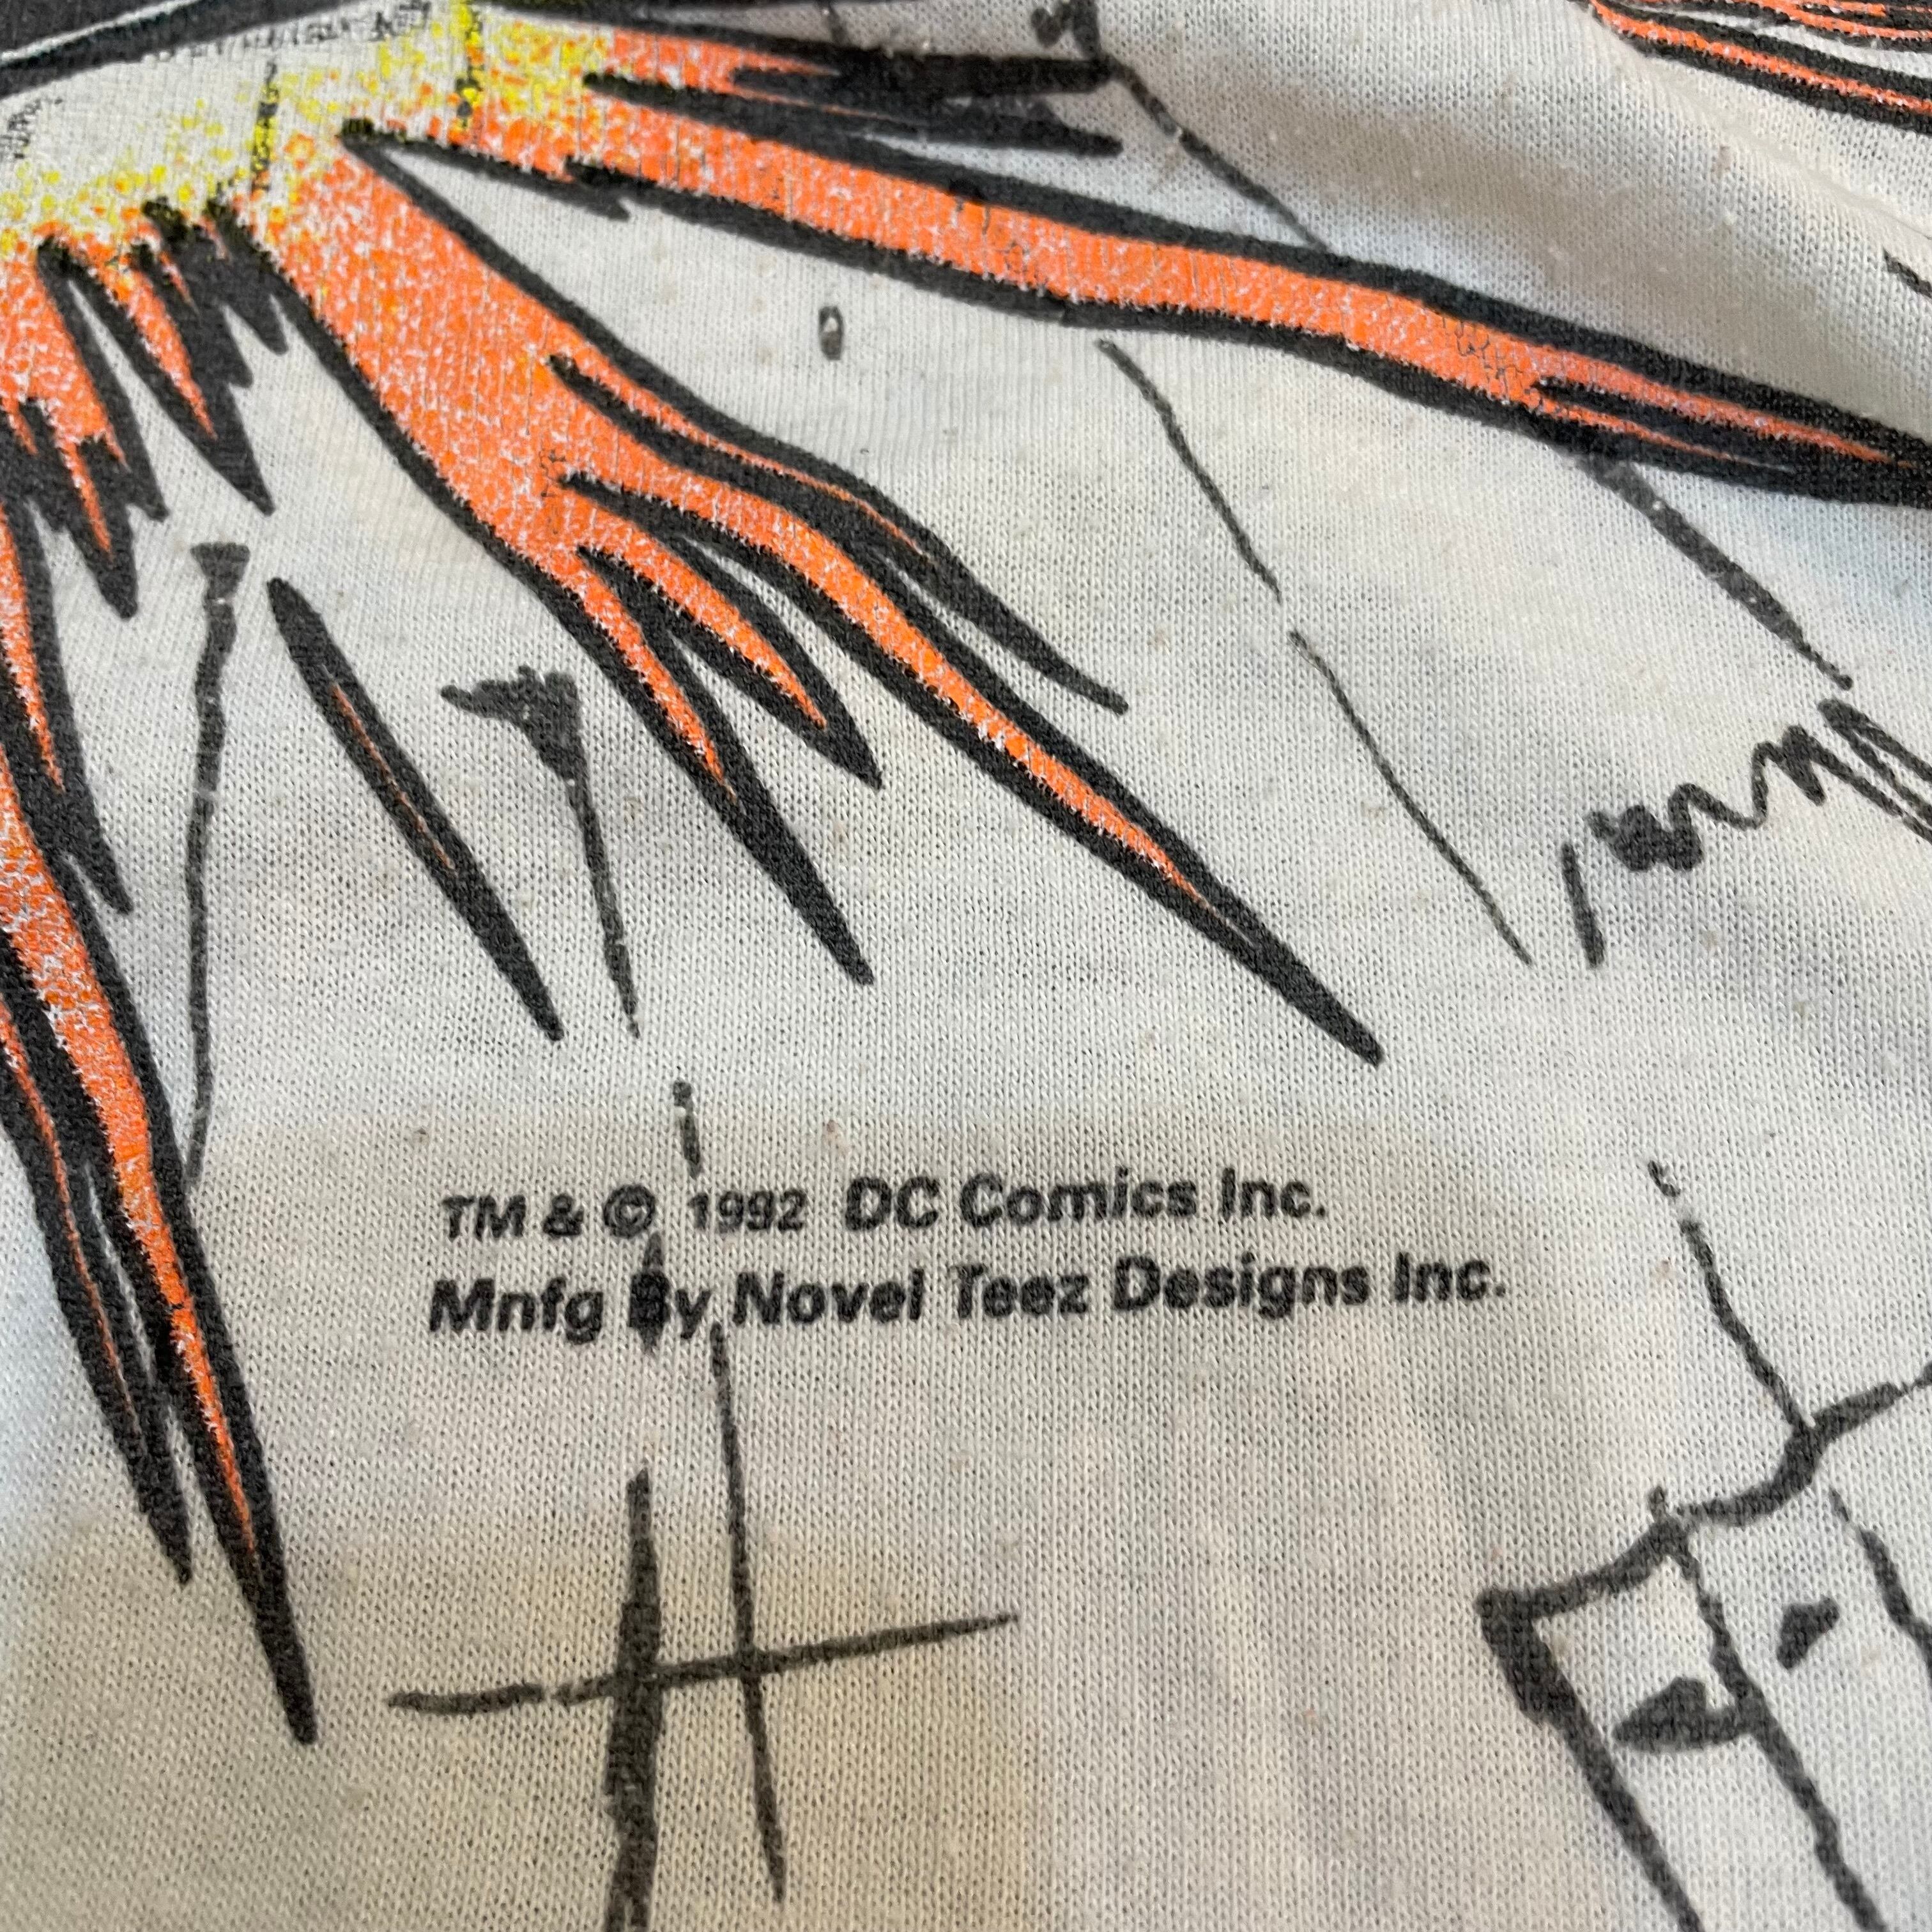 TM & © 1992 DC Comics Inc.
Mnfg By Novel Teez Designs Inc.